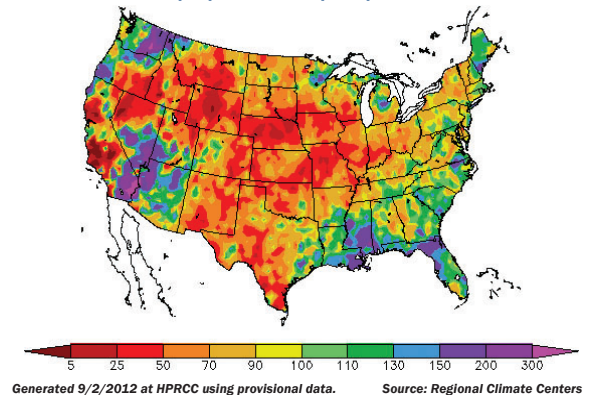 5 25 50 70 90 100 110 130 150 200 300
Generated 9/2/2012 at HPRCC using provisional data. Source: Regional Climate Centers